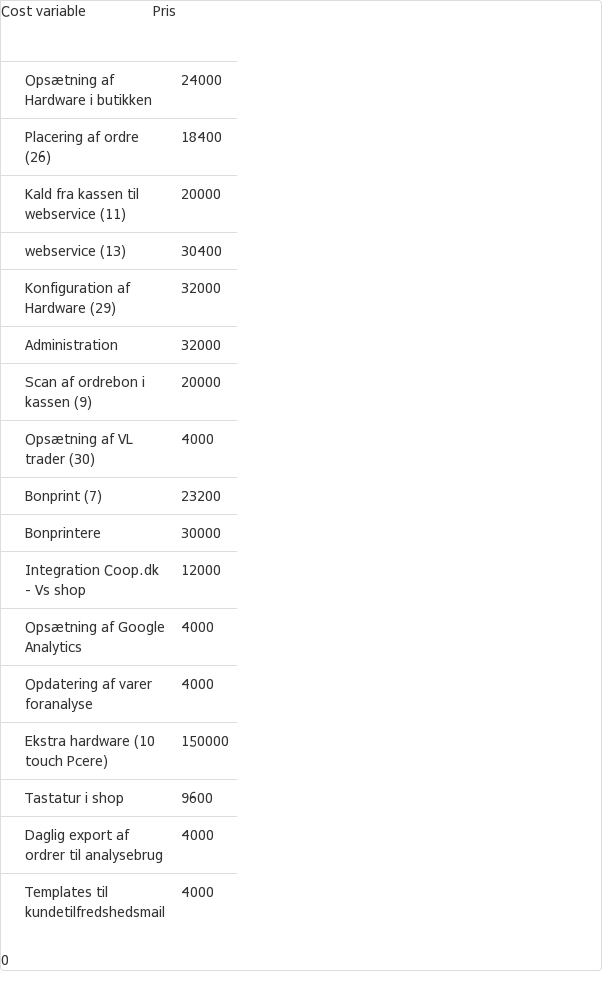 Cost variable Pris
Opsætning af 24000
Hardware i butikken
Placering af ordre 18400
(26)
Kald fra kassen til 20000
webservice (11)
webservice (13) 30400
Konfiguration af 32000
Hardware (29)
Administration 32000
Scan af ordrebon i 20000
kassen (9)
Opsætning af VL 4000
trader (30)
Bonprint (7) 23200
Bonprintere 30000
Integration Coop.dk 12000
- Vs shop
Opsætning af Google 4000
Analytics
Opdatering af varer 4000
foranalyse
Ekstra hardware (10 150000
touch Pcere)
Tastatur i shop 9600
Daglig export af 4000
ordrer til analysebrug
Templates til 4000
kundetilfredshedsmail
0